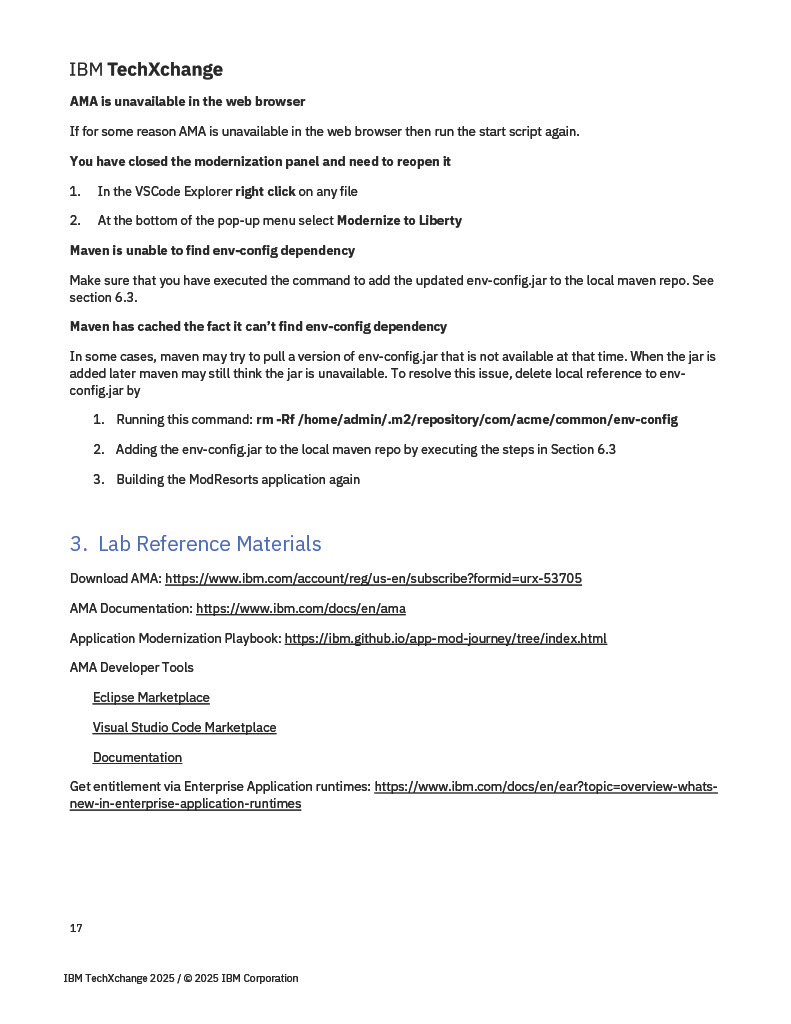 IBM TechXchange
AMA is unavailable in the web browser
If for some reason AMA is unavailable in the web browser then run the start script again.
You have closed the modernization panel and need to reopen it
1. In the VSCode Explorer right click on any file
2. At the bottom of the pop-up menu select Modernize to Liberty
Maven is unable to find env-config dependency
Make sure that you have executed the command to add the updated env-config.jar to the local maven repo. See
section 6.3.
Maven has cached the fact it can’t find env-config dependency
In some cases, maven may try to pull a version of env-config.jar that is not available at that time. When the jar is
added later maven may still think the jar is unavailable. To resolve this issue, delete local reference to env-
config.jar by
1. Running this command: rm -Rf /home/admin/.m2/repository/com/acme/common/env-config
2. Adding the env-config.jar to the local maven repo by executing the steps in Section 6.3
3. Building the ModResorts application again
3. Lab Reference Materials
Download AMA: https://www.ibm.com/account/reg/us-en/subscribe?formid=urx-53705
AMA Documentation: https://www.ibm.com/docs/en/ama
Application Modernization Playbook: https://ibm.github.io/app-mod-journey/tree/index.html
AMA Developer Tools
Eclipse Marketplace
Visual Studio Code Marketplace
Documentation
Get entitlement via Enterprise Application runtimes: https://www.ibm.com/docs/en/ear?topic=overview-whats-
new-in-enterprise-application-runtimes
17
IBM TechXchange 2025 / © 2025 IBM Corporation